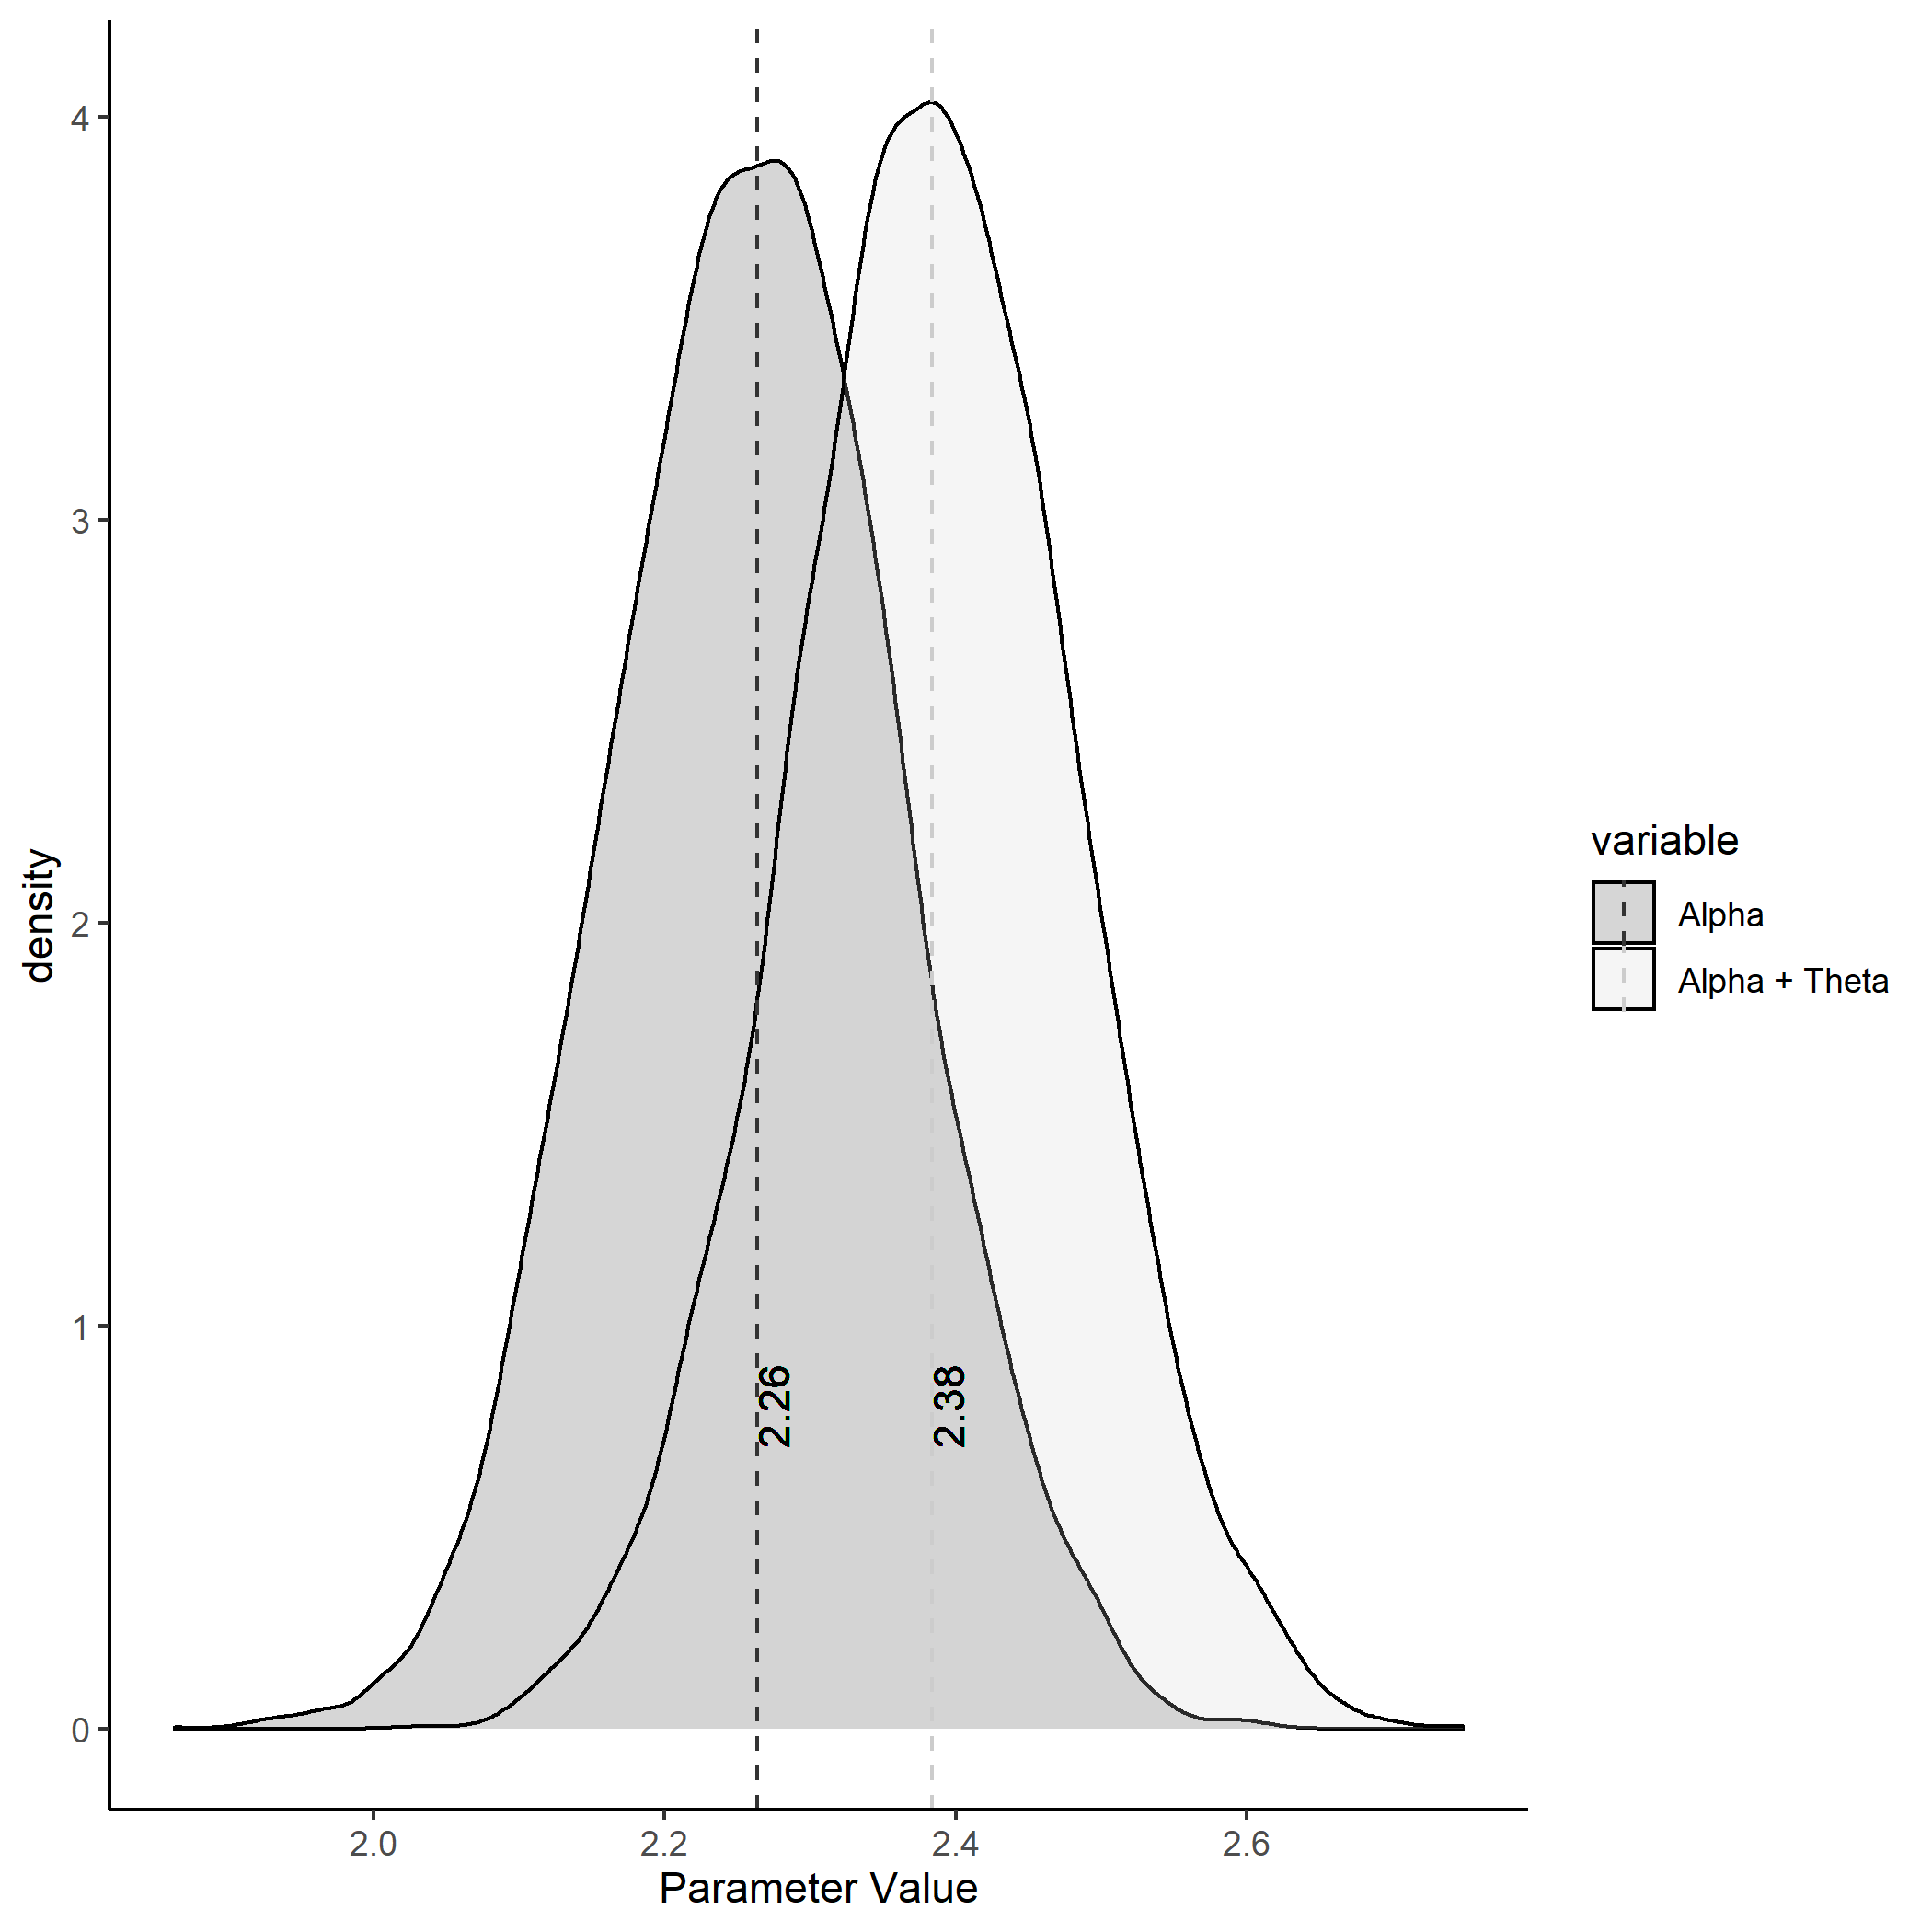 4
3
2
1
0
density
2.26
2.38
2.0
2.2
2.4
2.6
Parameter Value
variable
Alpha
Alpha + Theta